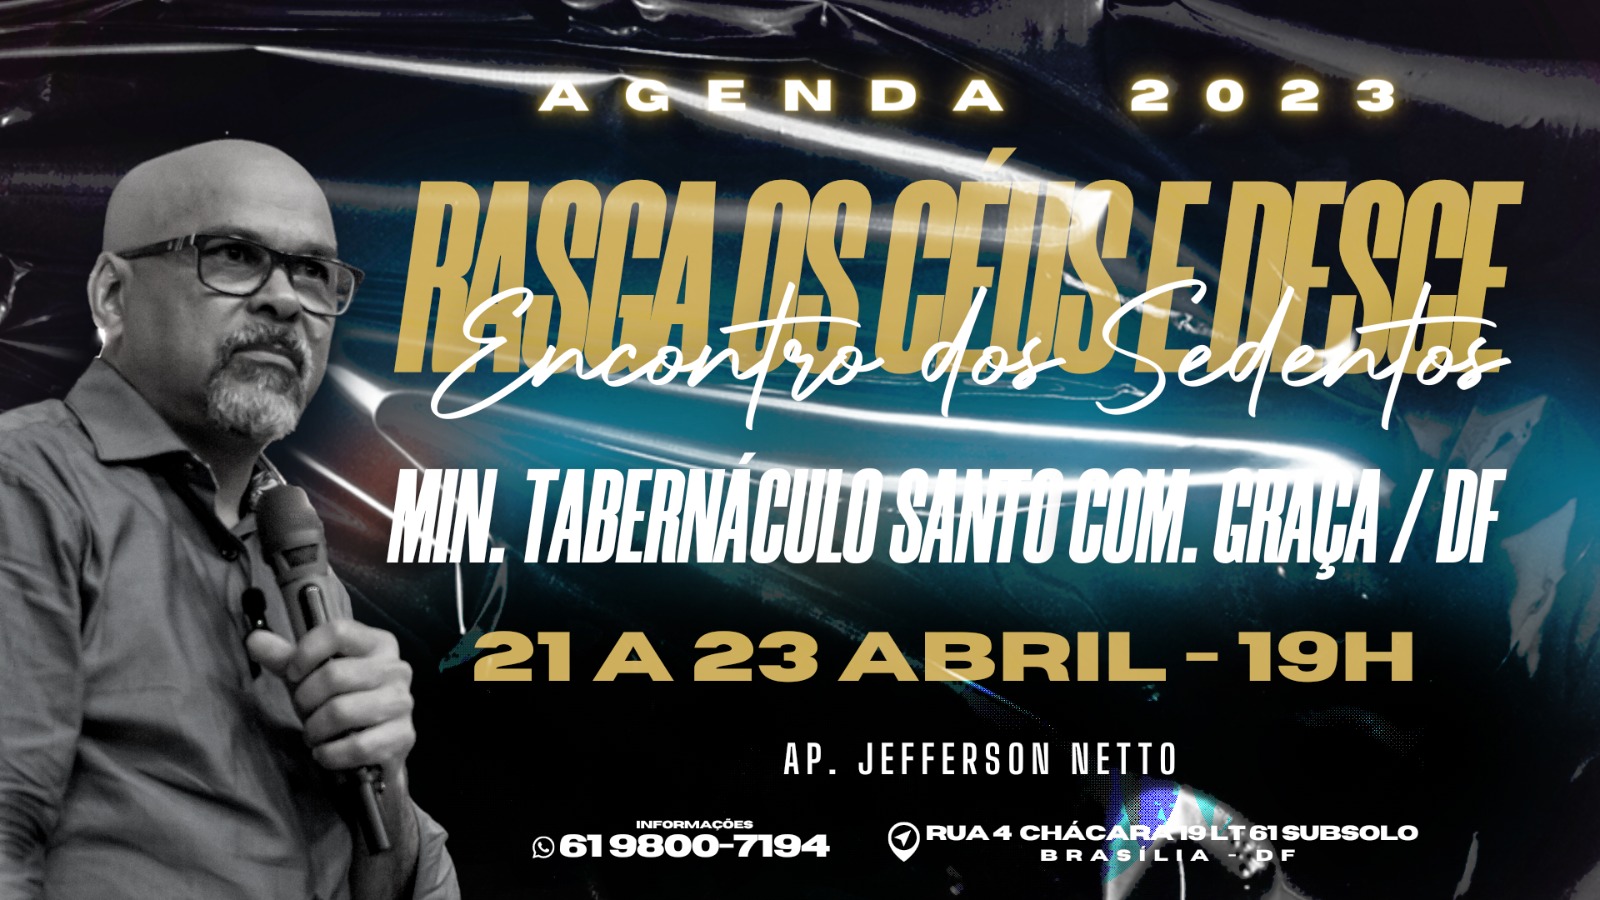 AGENDA 2023
RASGA OS CÉUS E DESCE
Encontro dos Sedentos
MIN. TABERNÁCULO SANTO COM. GRAÇA / DF
21 A 23 ABRIL - 19H
AP. JEFFERSON NETTO
INFORMAÇÕES
61 9800-7194
RUA 4 CHÁCARA 19 LT 61 SUBSOLO
BRASÍLIA - DF